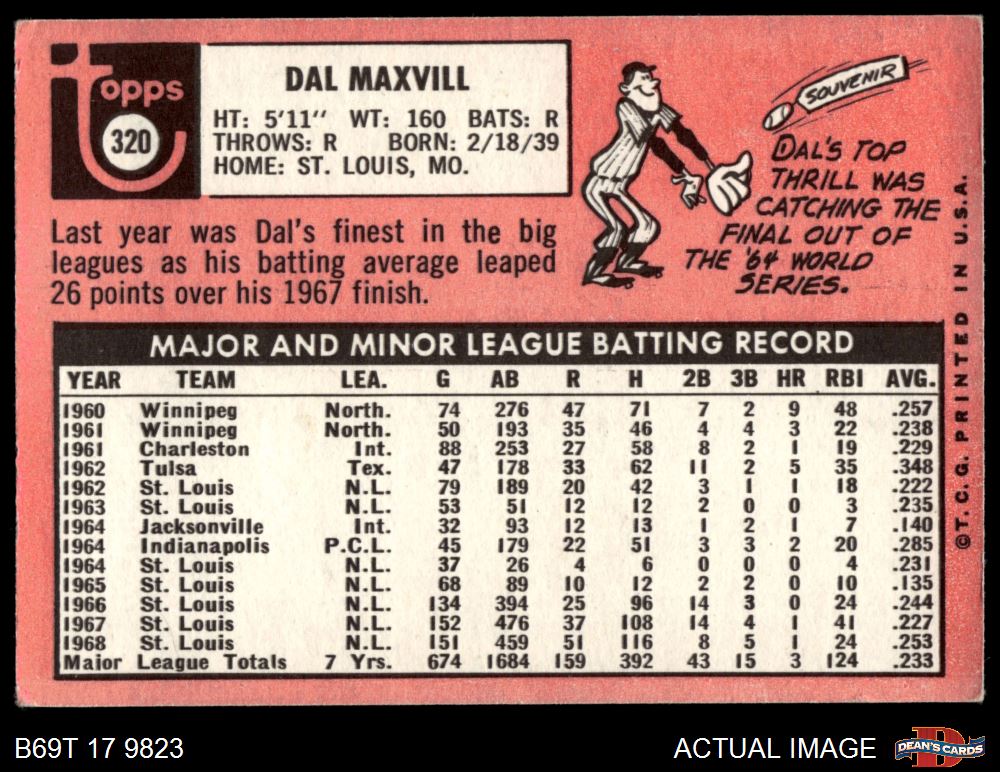 topps
320
DAL MAXVILL
HT: 5'11" WT: 160 BATS: R
THROWS: R BORN: 2/18/39
HOME: ST. LOUIS, MO.
SOUVENIR
DAL'S TOP
THRILL WAS
CATCHING THE
FINAL OUT OF
THE '64 WORLD
SERIES.
Last year was Dal's finest in the big
leagues as his batting average leaped
26 points over his 1967 finish.
MAJOR AND MINOR LEAGUE BATTING RECORD
YEAR TEAM LEA. G AB R H 2B 3B HR RBI AVG.
1960 Winnipeg North. 74 276 47 71 7 2 9 48 .257
1961 Winnipeg North. 50 193 35 46 4 4 3 22 .238
1961 Charleston Int. 88 253 27 58 8 2 1 19 .229
1962 Tulsa Tex. 47 178 33 62 11 2 5 35 .348
1962 St. Louis N.L. 79 189 20 42 3 1 1 18 .222
1963 St. Louis N.L. 53 51 12 12 2 0 0 3 .235
1964 Jacksonville Int. 32 93 12 13 1 2 1 7 .140
1964 Indianapolis P.C.L. 45 179 22 51 3 3 2 20 .285
1964 St. Louis N.L. 37 26 4 6 0 0 0 4 .231
1965 St. Louis N.L. 68 89 10 12 2 2 0 10 .135
1966 St. Louis N.L. 134 394 25 96 14 3 0 24 .244
1967 St. Louis N.L. 152 476 37 108 14 4 1 41 .227
1968 St. Louis N.L. 151 459 51 116 8 5 1 24 .253
Major League Totals 7 Yrs. 674 1684 159 392 43 15 3 124 .233
©T.C.G. PRINTED IN U.S.A.
B69T 17 9823
ACTUAL IMAGE
D
DEAN'S CARDS